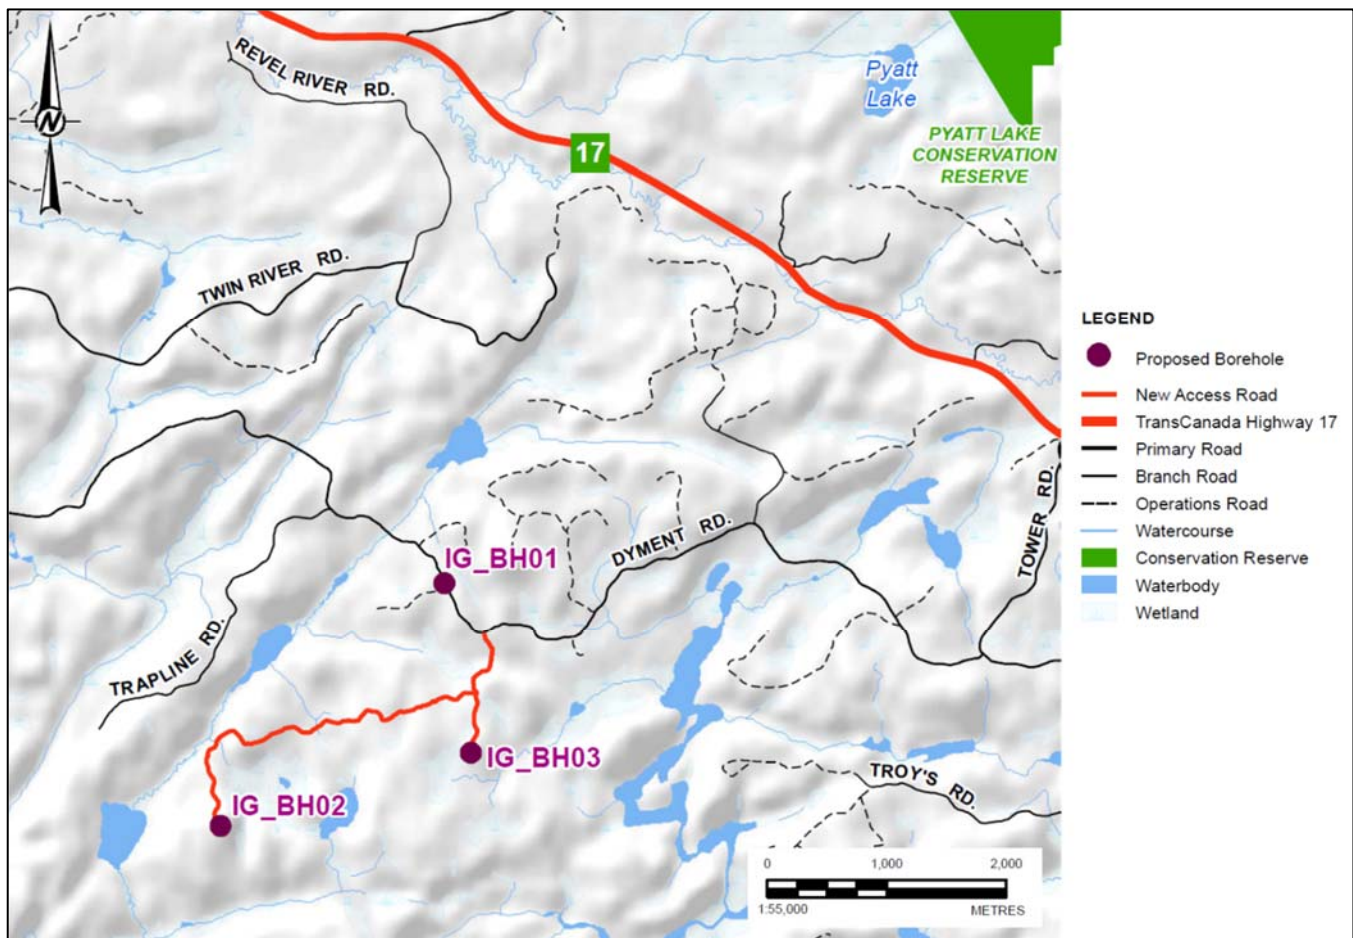 REVEL RIVER RD.
Pyatt
Lake
N
17
PYATT LAKE
CONSERVATION
RESERVE
TWIN RIVER RD.
LEGEND
Proposed Borehole
New Access Road
TransCanada Highway 17
Primary Road
Branch Road
Operations Road
Watercourse
Conservation Reserve
Waterbody
Wetland
TOWER RD.
DYMENT RD.
IG_BH01
TRAPLINE RD.
IG_BH03
TROY'S RD.
IG_BH02
0 1,000 2,000
1:55,000 METRES